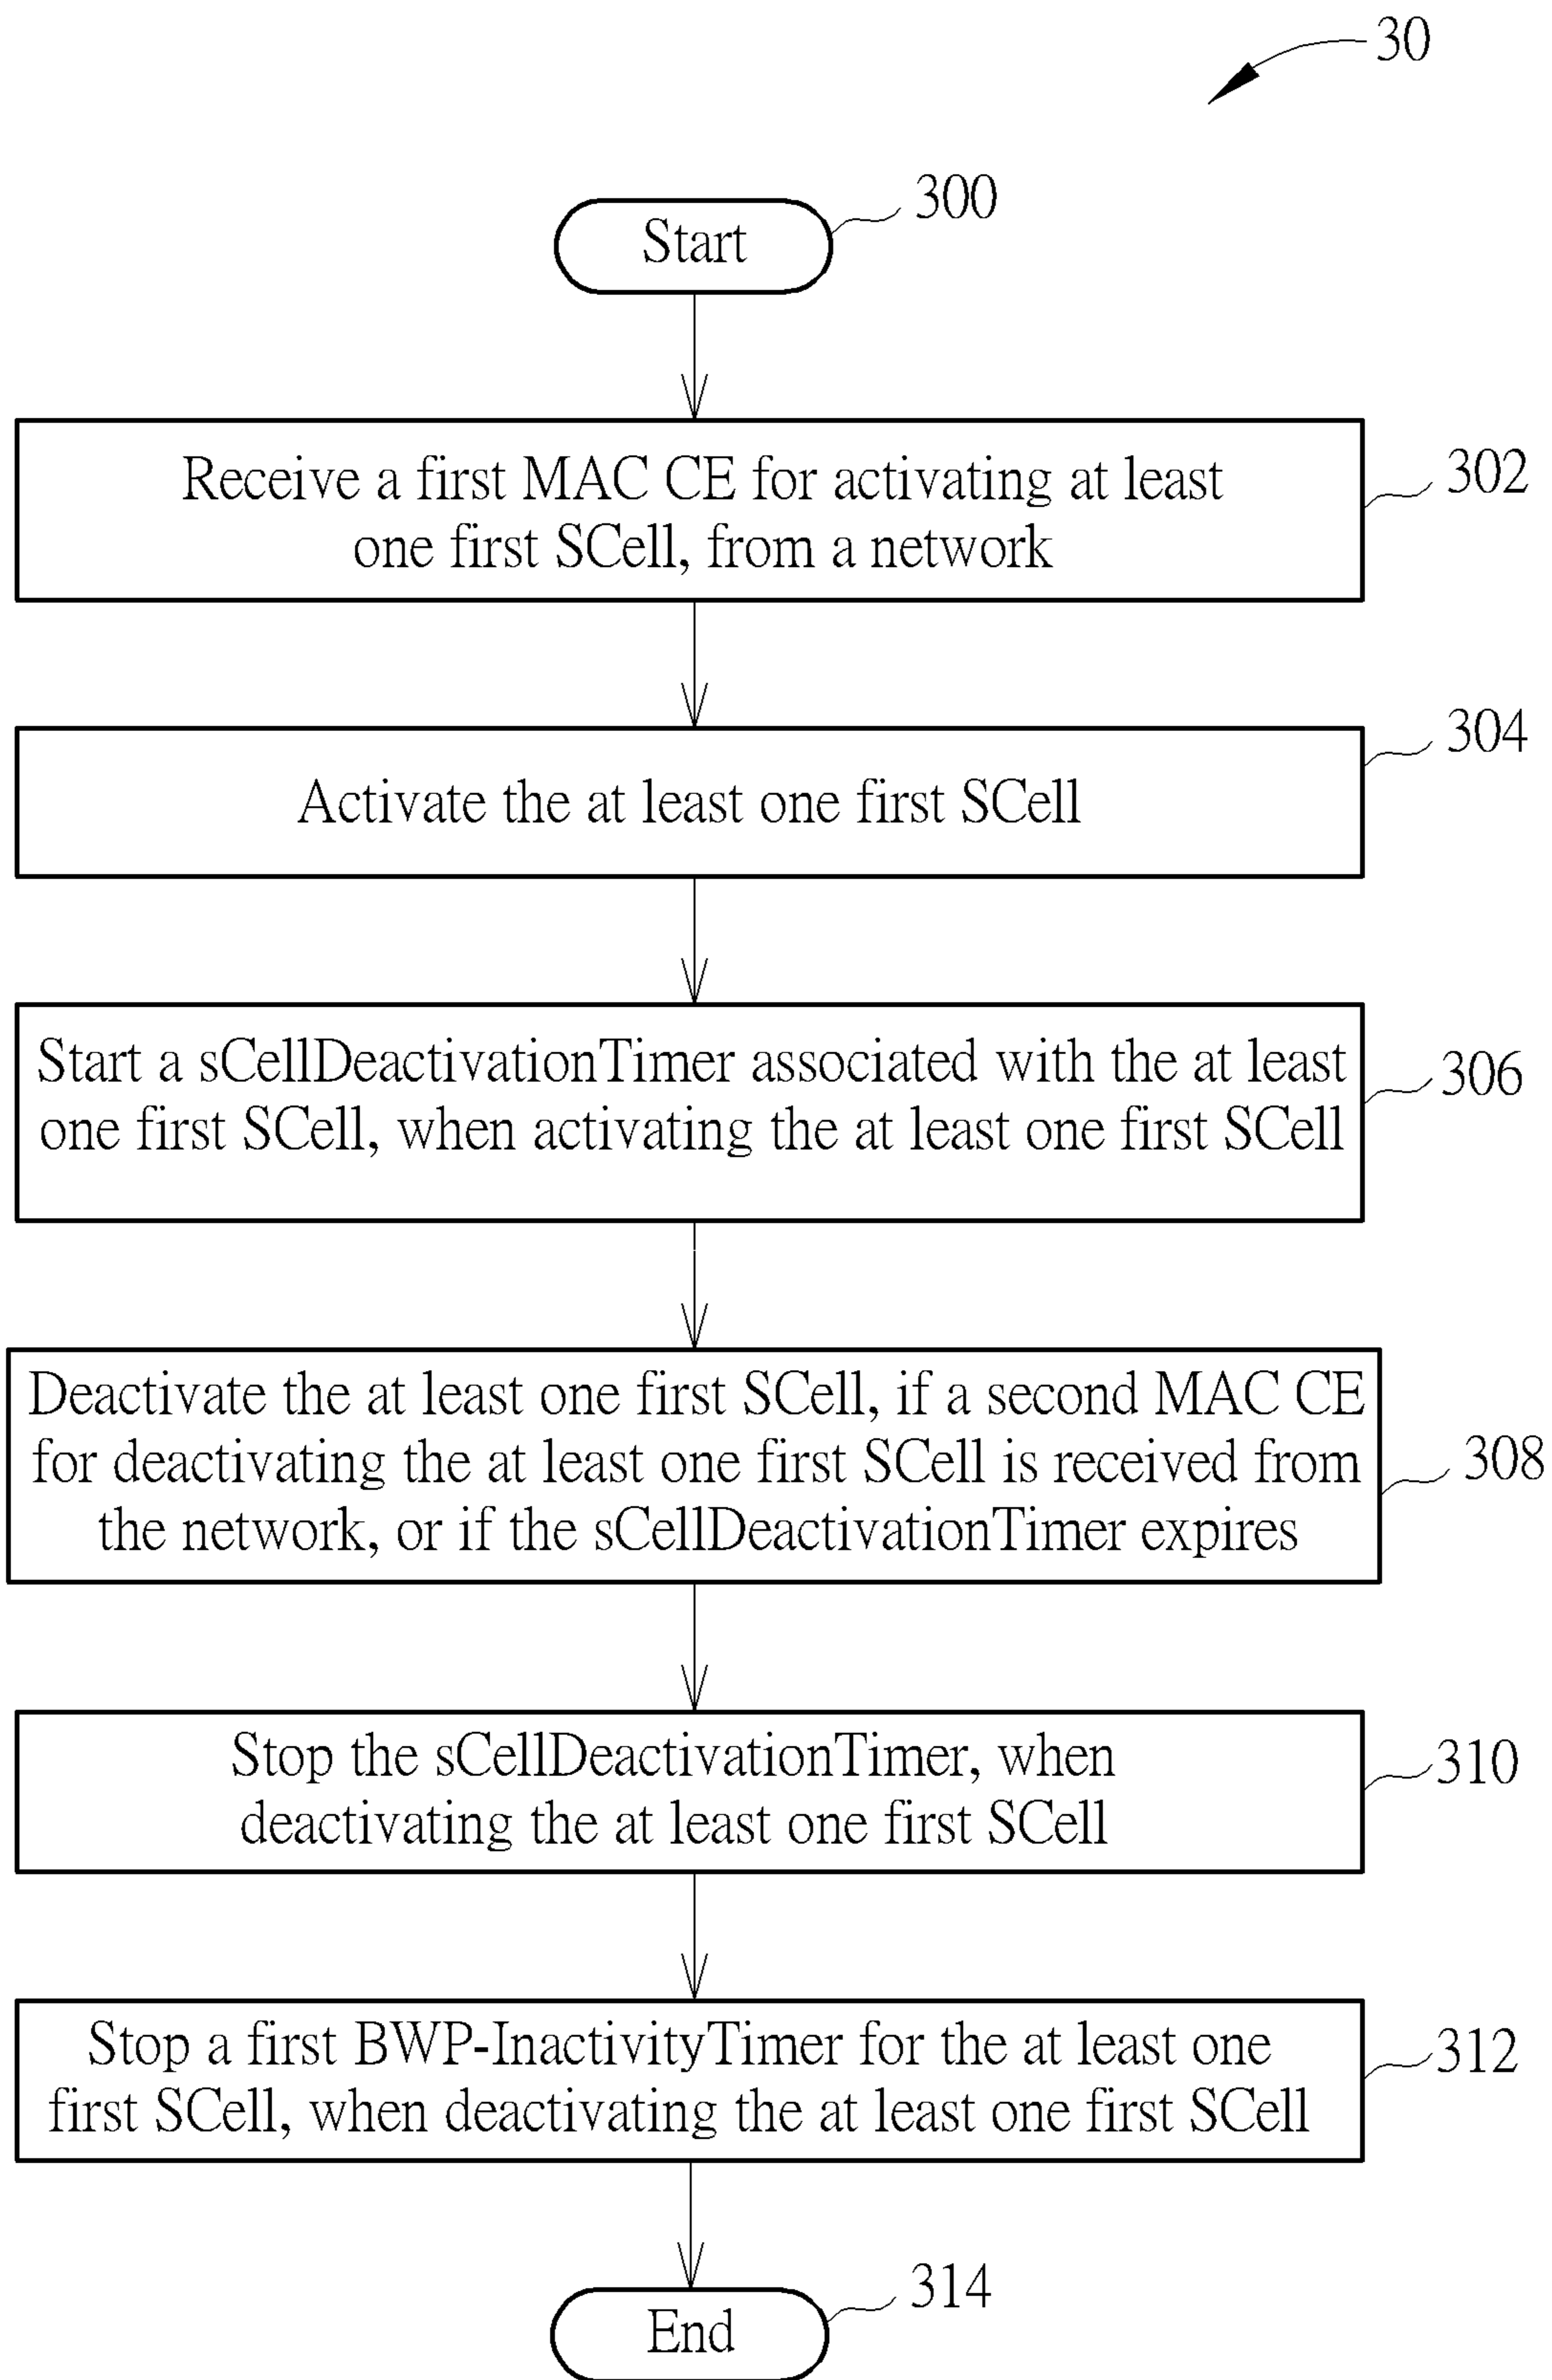 30
300
Start
Receive a first MAC CE for activating at least
one first SCell, from a network
302
304
Activate the at least one first SCell
Start a sCellDeactivationTimer associated with the at least
one first SCell, when activating the at least one first SCell
306
Deactivate the at least one first SCell, if a second MAC CE
for deactivating the at least one first SCell is received from
the network, or if the sCellDeactivationTimer expires
308
Stop the sCellDeactivationTimer, when
deactivating the at least one first SCell
310
Stop a first BWP-InactivityTimer for the at least one
first SCell, when deactivating the at least one first SCell
312
314
End